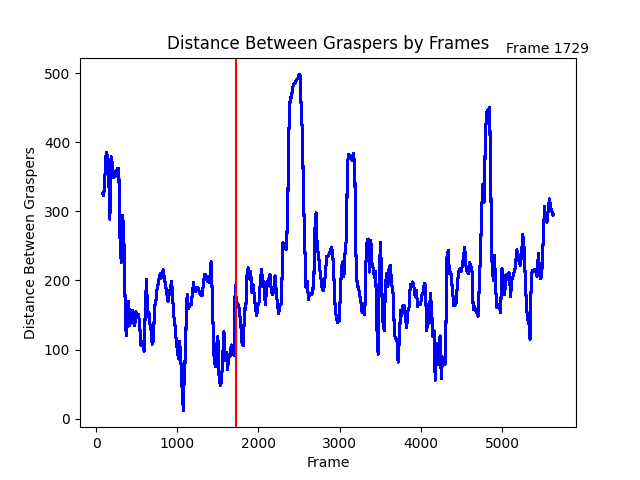 Distance Between Graspers by Frames
Frame 1729
Distance Between Graspers
500
400
300
200
100
0
0 1000 2000 3000 4000 5000
Frame